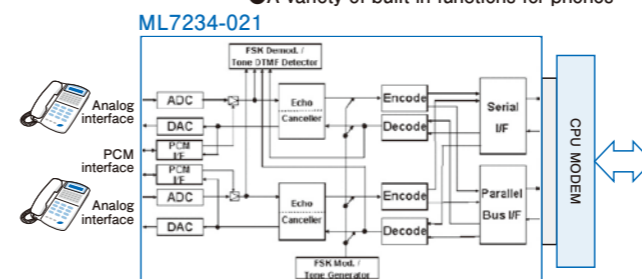 ●A variety of built-in functions for phones
ML7234-021
FSK Demod. /
Tone DTMF Detector
Analog
interface
ADC
DAC
Echo
Canceller
Encode
Decode
Serial
I/F
PCM
interface
PCM
I/F
PCM
I/F
Analog
interface
ADC
DAC
Echo
Canceller
Encode
Decode
Parallel
Bus I/F
CPU MODEM
FSK Mod. /
Tone Generator